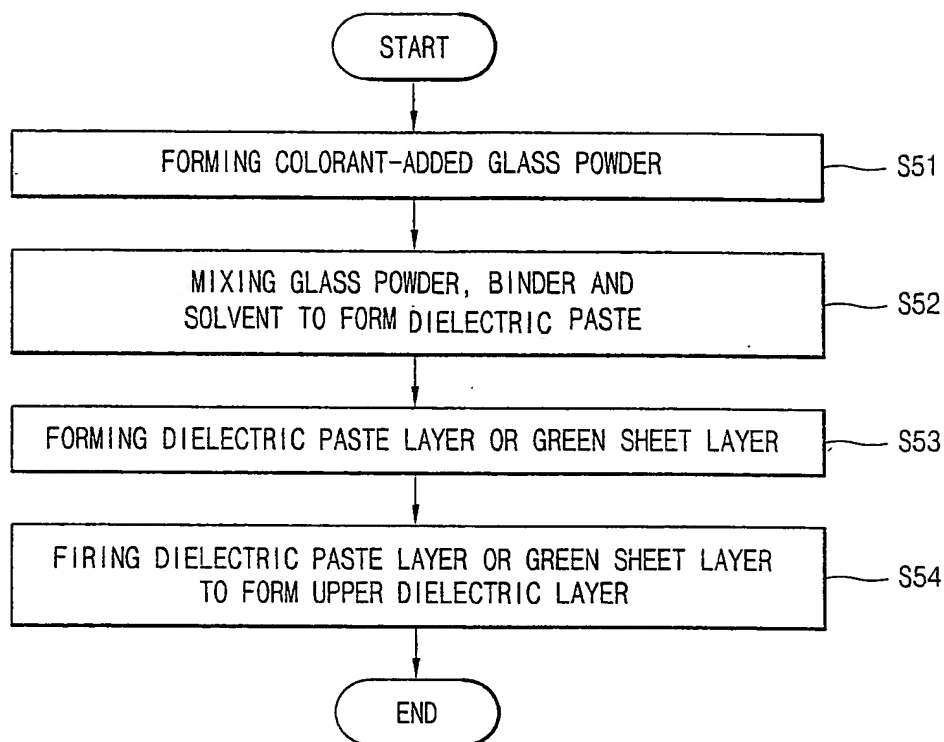 START
FORMING COLORANT-ADDED GLASS POWDER
S51
MIXING GLASS POWDER, BINDER AND
SOLVENT TO FORM DIELECTRIC PASTE
S52
FORMING DIELECTRIC PASTE LAYER OR GREEN SHEET LAYER
S53
FIRING DIELECTRIC PASTE LAYER OR GREEN SHEET LAYER
TO FORM UPPER DIELECTRIC LAYER
S54
END